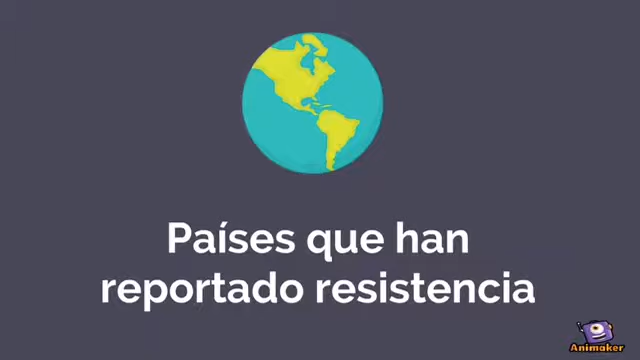 Países que han
reportado resistencia
Animaker